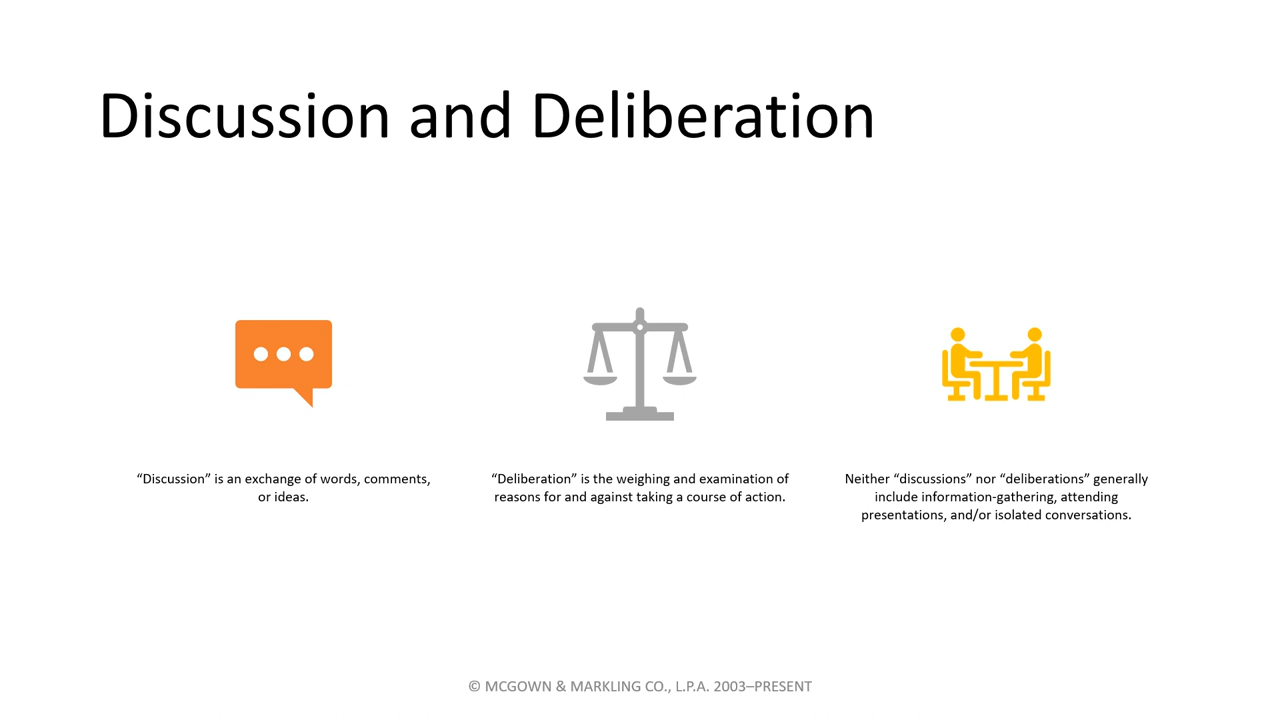 Discussion and Deliberation
“Discussion” is an exchange of words, comments,
or ideas.
“Deliberation” is the weighing and examination of
reasons for and against taking a course of action.
Neither “discussions” nor “deliberations” generally
include information-gathering, attending
presentations, and/or isolated conversations.
© MCGOWN & MARKLING CO., L.P.A. 2003–PRESENT